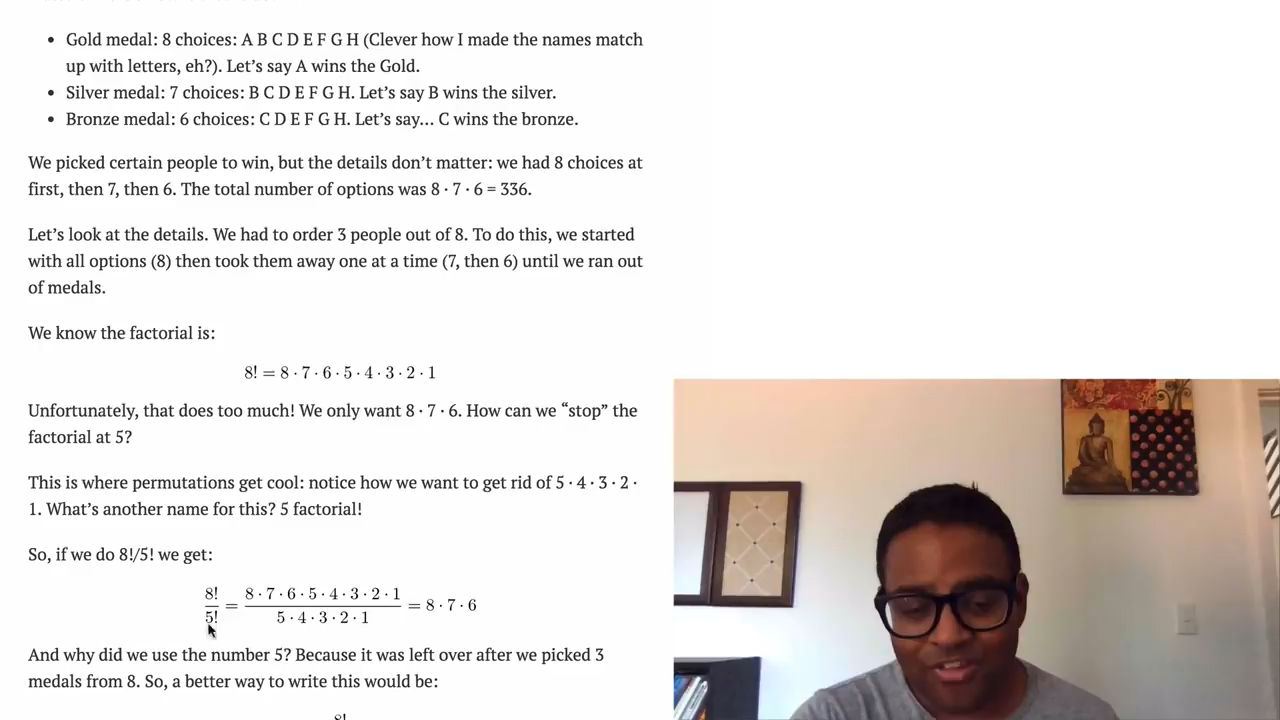 • Gold medal: 8 choices: A B C D E F G H (Clever how I made the names match
up with letters, eh?). Let’s say A wins the Gold.
• Silver medal: 7 choices: B C D E F G H. Let’s say B wins the silver.
• Bronze medal: 6 choices: C D E F G H. Let’s say… C wins the bronze.
We picked certain people to win, but the details don’t matter: we had 8 choices at
first, then 7, then 6. The total number of options was 8 · 7 · 6 = 336.
Let’s look at the details. We had to order 3 people out of 8. To do this, we started
with all options (8) then took them away one at a time (7, then 6) until we ran out
of medals.
We know the factorial is:
8! = 8 · 7 · 6 · 5 · 4 · 3 · 2 · 1
Unfortunately, that does too much! We only want 8 · 7 · 6. How can we “stop” the
factorial at 5?
This is where permutations get cool: notice how we want to get rid of 5 · 4 · 3 · 2 ·
1. What’s another name for this? 5 factorial!
So, if we do 8!/5! we get:
8!/5! = (8 · 7 · 6 · 5 · 4 · 3 · 2 · 1)/(5 · 4 · 3 · 2 · 1) = 8 · 7 · 6
And why did we use the number 5? Because it was left over after we picked 3
medals from 8. So, a better way to write this would be:
8!